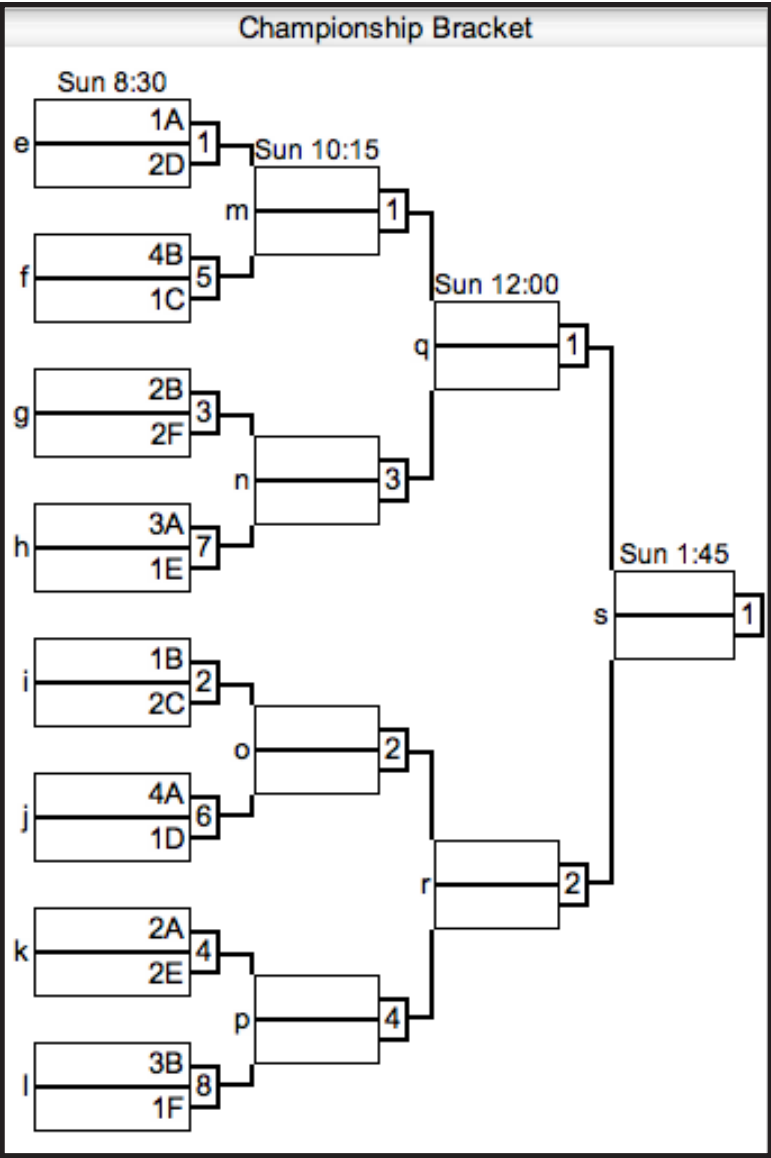 Championship Bracket
Sun 8:30
1A
e
1
2D
Sun 10:15
m
1
4B
f
5
1C
Sun 12:00
q
1
2B
g
3
2F
n
3
3A
h
7
1E
Sun 1:45
s
1
1B
i
2
2C
o
2
4A
j
6
1D
r
2
2A
k
4
2E
p
4
3B
l
8
1F